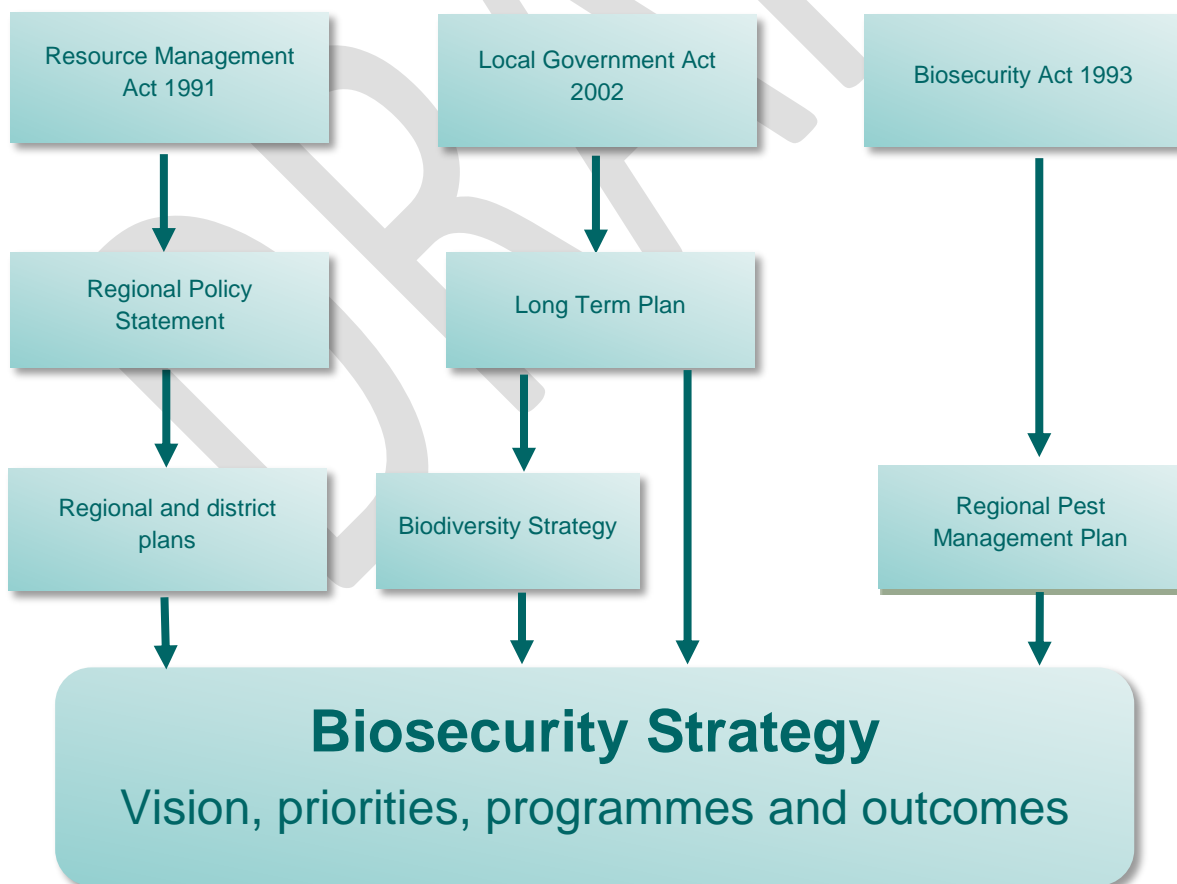 Resource Management
Act 1991
Local Government Act
2002
Biosecurity Act 1993
Regional Policy
Statement
Long Term Plan
Regional and district
plans
Biodiversity Strategy
Regional Pest
Management Plan
Biosecurity Strategy
Vision, priorities, programmes and outcomes